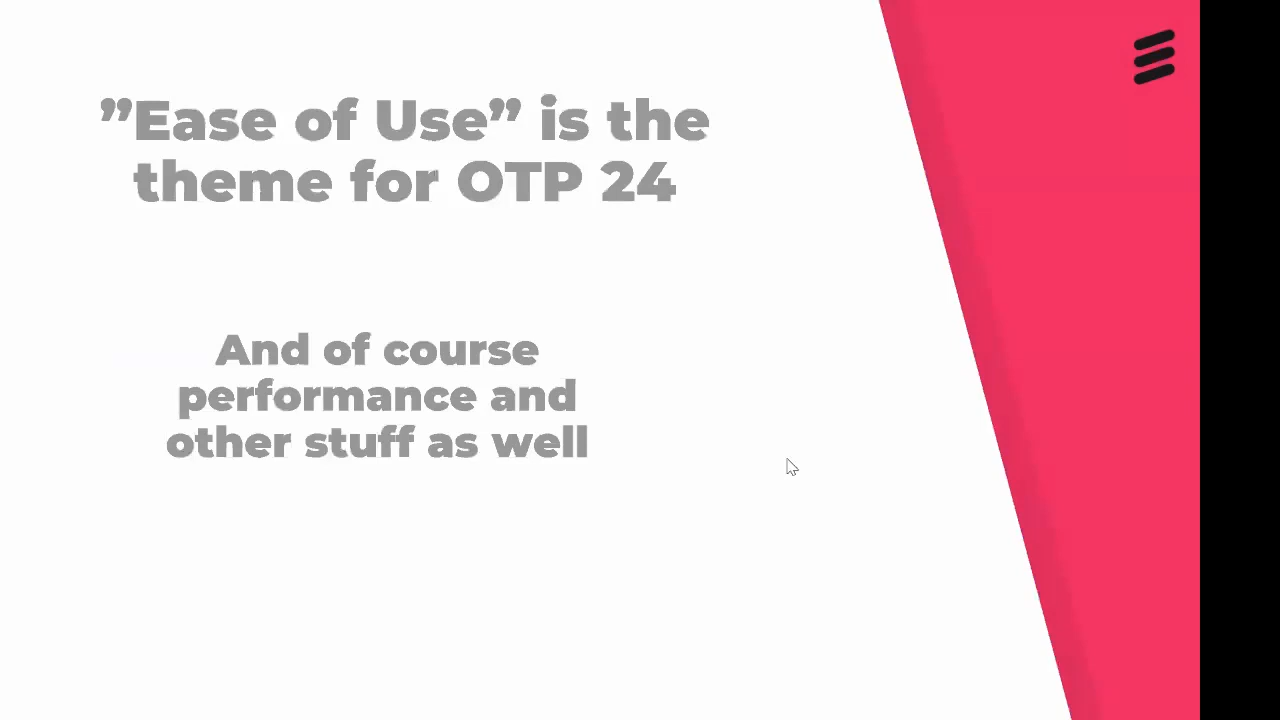 ”Ease of Use” is the
theme for OTP 24
And of course
performance and
other stuff as well